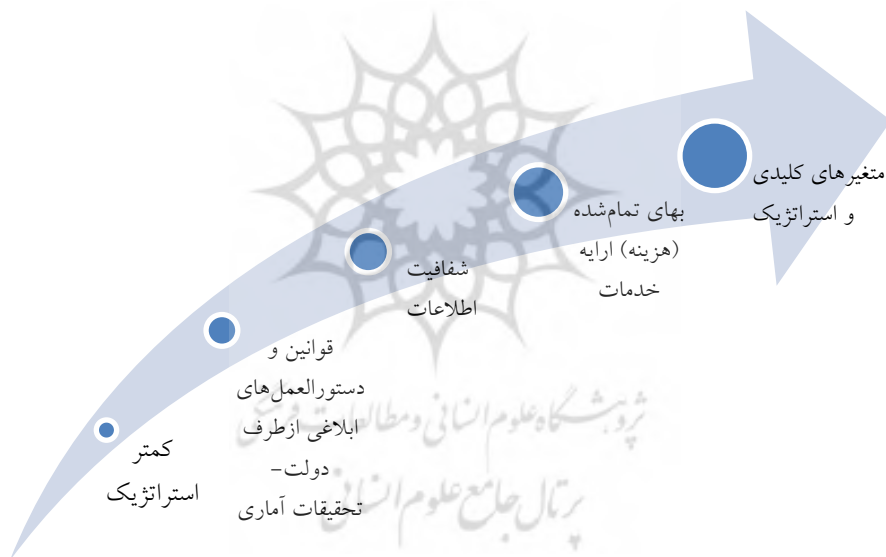 متغیرهای کلیدی
و استراتژیک
بهای تمام‌شده
(هزینه) ارایه
خدمات
شفافیت
اطلاعات
قوانین و
دستورالعمل‌های
ابلاغی ازطرف
دولت–
تحقیقات آماری
کمتر
استراتژیک
پژوهشگاه علوم انسانی و مطالعات فرهنگی
پرتال جامع علوم انسانی